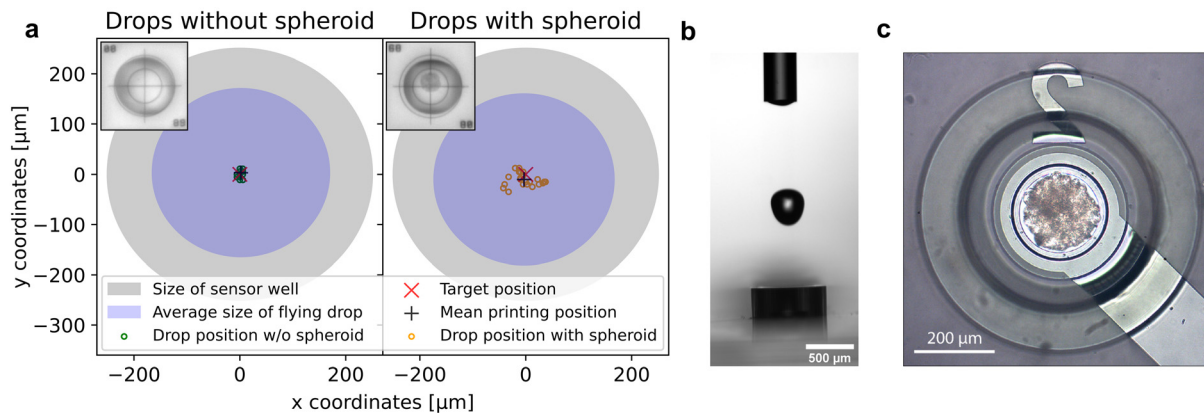 a
Drops without spheroid
Drops with spheroid
y coordinates [μm]
200
100
0
−100
−200
−300
Size of sensor well
Average size of flying drop
Drop position w/o spheroid
Target position
Mean printing position
Drop position with spheroid
−200
0
200
−200
0
200
x coordinates [μm]
b
500 μm
c
200 μm